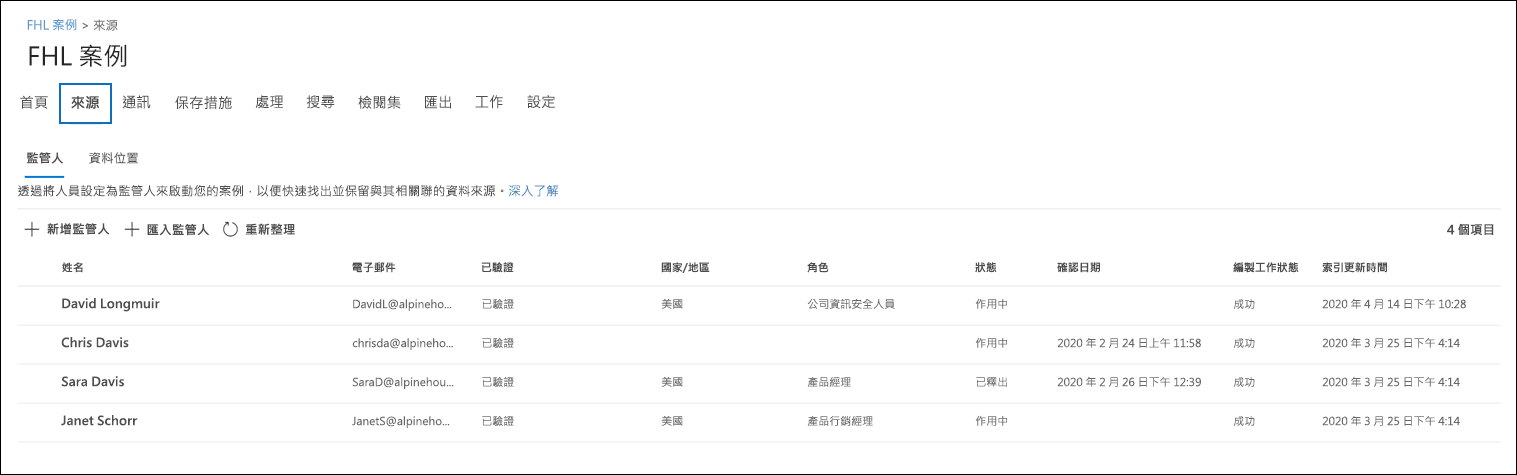 FHL 案例 > 來源
FHL 案例
首頁 來源 通訊 保存措施 處理 搜尋 檢閱集 匯出 工作 設定
監管人 資料位置
透過將人員設定為監管人來啟動您的案例，以便快速找出並保留與其相關聯的資料來源。深入了解
新增監管人 匯入監管人 重新整理 4 個項目
姓名 電子郵件 已驗證 國家/地區 角色 狀態 確認日期 編製工作狀態 索引更新時間
David Longmuir DavidL@alpineho... 已驗證 美國 公司資訊安全人員 作用中 成功 2020 年 4 月 14 日下午 10:28
Chris Davis chrisda@alpineho... 已驗證 作用中 2020 年 2 月 24 日上午 11:58 成功 2020 年 3 月 25 日下午 4:14
Sara Davis SaraD@alpinehou... 已驗證 美國 產品經理 已釋出 2020 年 2 月 26 日下午 12:39 成功 2020 年 3 月 25 日下午 4:14
Janet Schorr JanetS@alpineho... 已驗證 美國 產品行銷經理 作用中 成功 2020 年 3 月 25 日下午 4:14